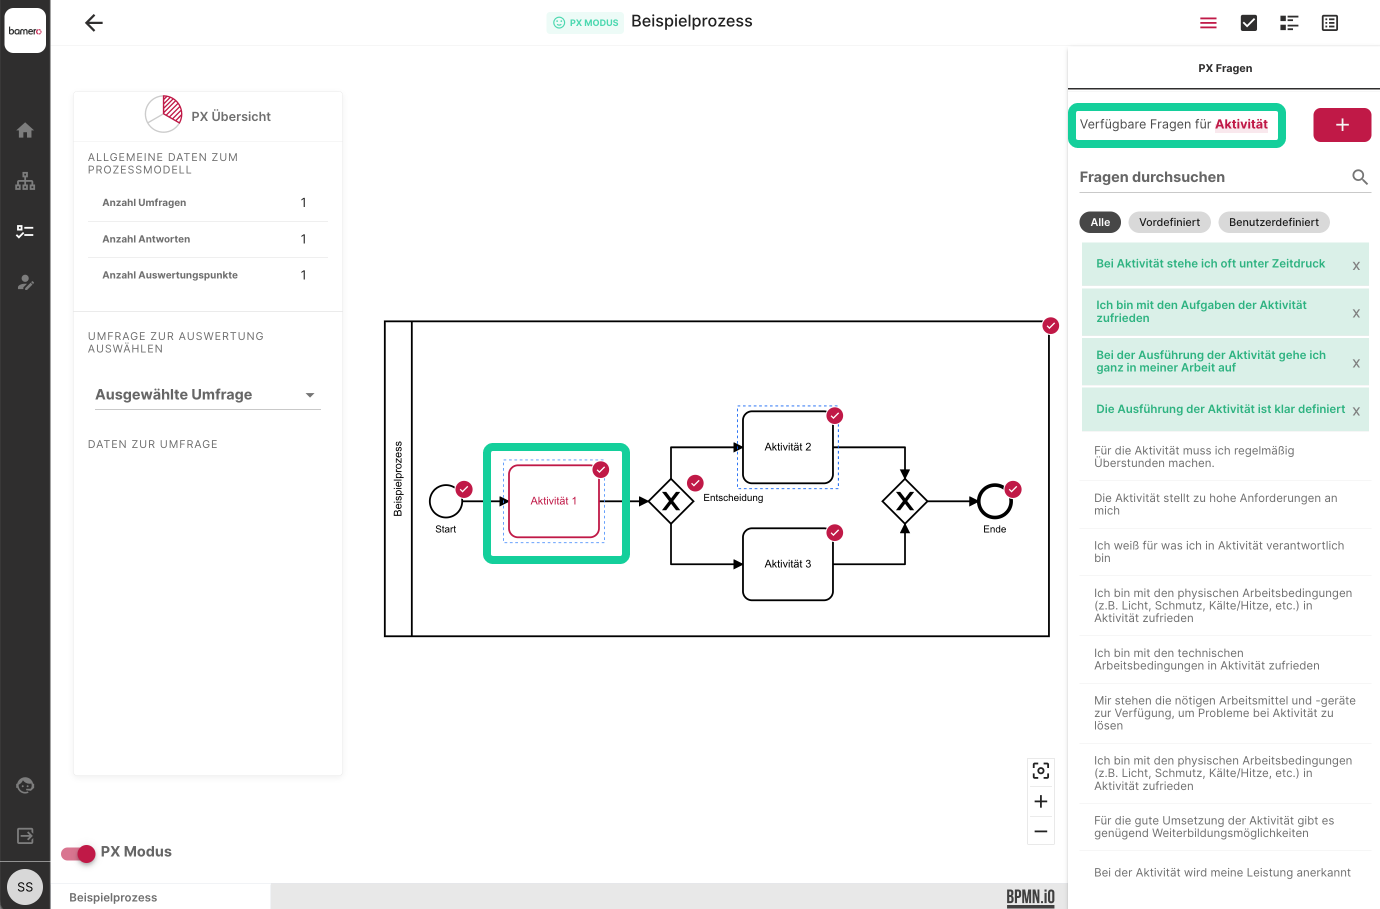 barnero
PX MODUS
Beispielprozess
PX Übersicht
ALLGEMEINE DATEN ZUM
PROZESSMODELL
Anzahl Umfragen 1
Anzahl Antworten 1
Anzahl Auswertungspunkte 1
UMFRAGE ZUR AUSWERTUNG
AUSWÄHLEN
Ausgewählte Umfrage
DATEN ZUR UMFRAGE
PX Modus
SS
Beispielprozess
Beispielprozess
Start
Aktivität 1
X
Entscheidung
Aktivität 2
Aktivität 3
X
Ende
BPMN.iO
PX Fragen
Verfügbare Fragen für Aktivität
+
Fragen durchsuchen
Alle Vordefiniert Benutzerdefiniert
Bei Aktivität stehe ich oft unter Zeitdruck x
Ich bin mit den Aufgaben der Aktivität
zufrieden x
Bei der Ausführung der Aktivität gehe ich
ganz in meiner Arbeit auf x
Die Ausführung der Aktivität ist klar definiert x
Für die Aktivität muss ich regelmäßig
Überstunden machen.
Die Aktivität stellt zu hohe Anforderungen an
mich
Ich weiß für was ich in Aktivität verantwortlich
bin
Ich bin mit den physischen Arbeitsbedingungen
(z.B. Licht, Schmutz, Kälte/Hitze, etc.) in
Aktivität zufrieden
Ich bin mit den technischen
Arbeitsbedingungen in Aktivität zufrieden
Mir stehen die nötigen Arbeitsmittel und -geräte
zur Verfügung, um Probleme bei Aktivität zu
lösen
Ich bin mit den physischen Arbeitsbedingungen
(z.B. Licht, Schmutz, Kälte/Hitze, etc.) in
Aktivität zufrieden
Für die gute Umsetzung der Aktivität gibt es
genügend Weiterbildungsmöglichkeiten
Bei der Aktivität wird meine Leistung anerkannt